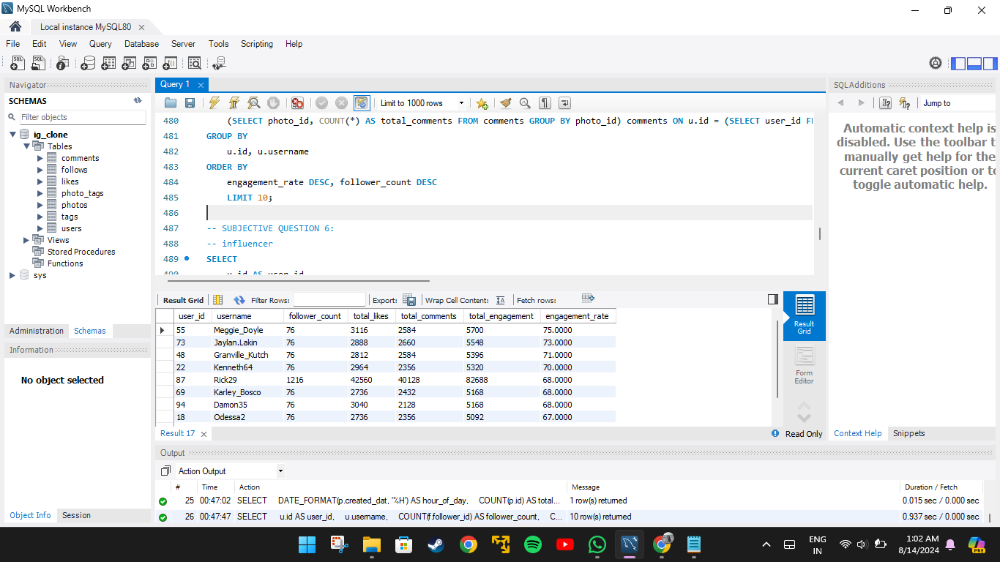 MySQL Workbench
Local instance MySQL80
File Edit View Query Database Server Tools Scripting Help
Navigator
SCHEMAS
Filter objects
ig_clone
Tables
comments
follows
likes
photo_tags
photos
tags
users
Views
Stored Procedures
Functions
sys
Administration Schemas
Information
No object selected
Object Info Session
Query 1
Limit to 1000 rows
480 (SELECT photo_id, COUNT(*) AS total_comments FROM comments GROUP BY photo_id) comments ON u.id = (SELECT user_id
481 GROUP BY
482 u.id, u.username
483 ORDER BY
484 engagement_rate DESC, follower_count DESC
485 LIMIT 10;
486
487 -- SUBJECTIVE QUESTION 6:
488 -- influencer
489 SELECT
490 u.id AS user_id
Result Grid Filter Rows: Export: Wrap Cell Content: Fetch rows:
user_id username follower_count total_likes total_comments total_engagement engagement_rate
55 Meggie_Doyle 76 3116 2584 5700 75.0000
73 Jaylan.Lakin 76 2888 2660 5548 73.0000
48 Granville_Kutch 76 2812 2584 5396 71.0000
22 Kenneth64 76 2964 2356 5320 70.0000
87 Rick29 1216 42560 40128 82688 68.0000
69 Karley_Bosco 76 2736 2432 5168 68.0000
94 Damon35 76 3040 2128 5168 68.0000
18 Odessa2 76 2736 2356 5092 67.0000
Result Grid
Form Editor
Result 17
Read Only
SQLAdditions
Jump to
Automatic context help is
disabled. Use the toolbar t
manually get help for the
current caret position or to
toggle automatic help.
Context Help Snippets
Output
Action Output
# Time Action Message Duration / Fetch
25 00:47:02 SELECT DATE_FORMAT(p.created_dat, '%H') AS hour_of_day, COUNT(p.id) AS total... 1 row(s) returned 0.015 sec / 0.000 sec
26 00:47:47 SELECT u.id AS user_id, u.username, COUNT(f.follower_id) AS follower_count, C... 10 row(s) returned 0.937 sec / 0.000 sec
ENG
IN
1:02 AM
8/14/2024
PRE